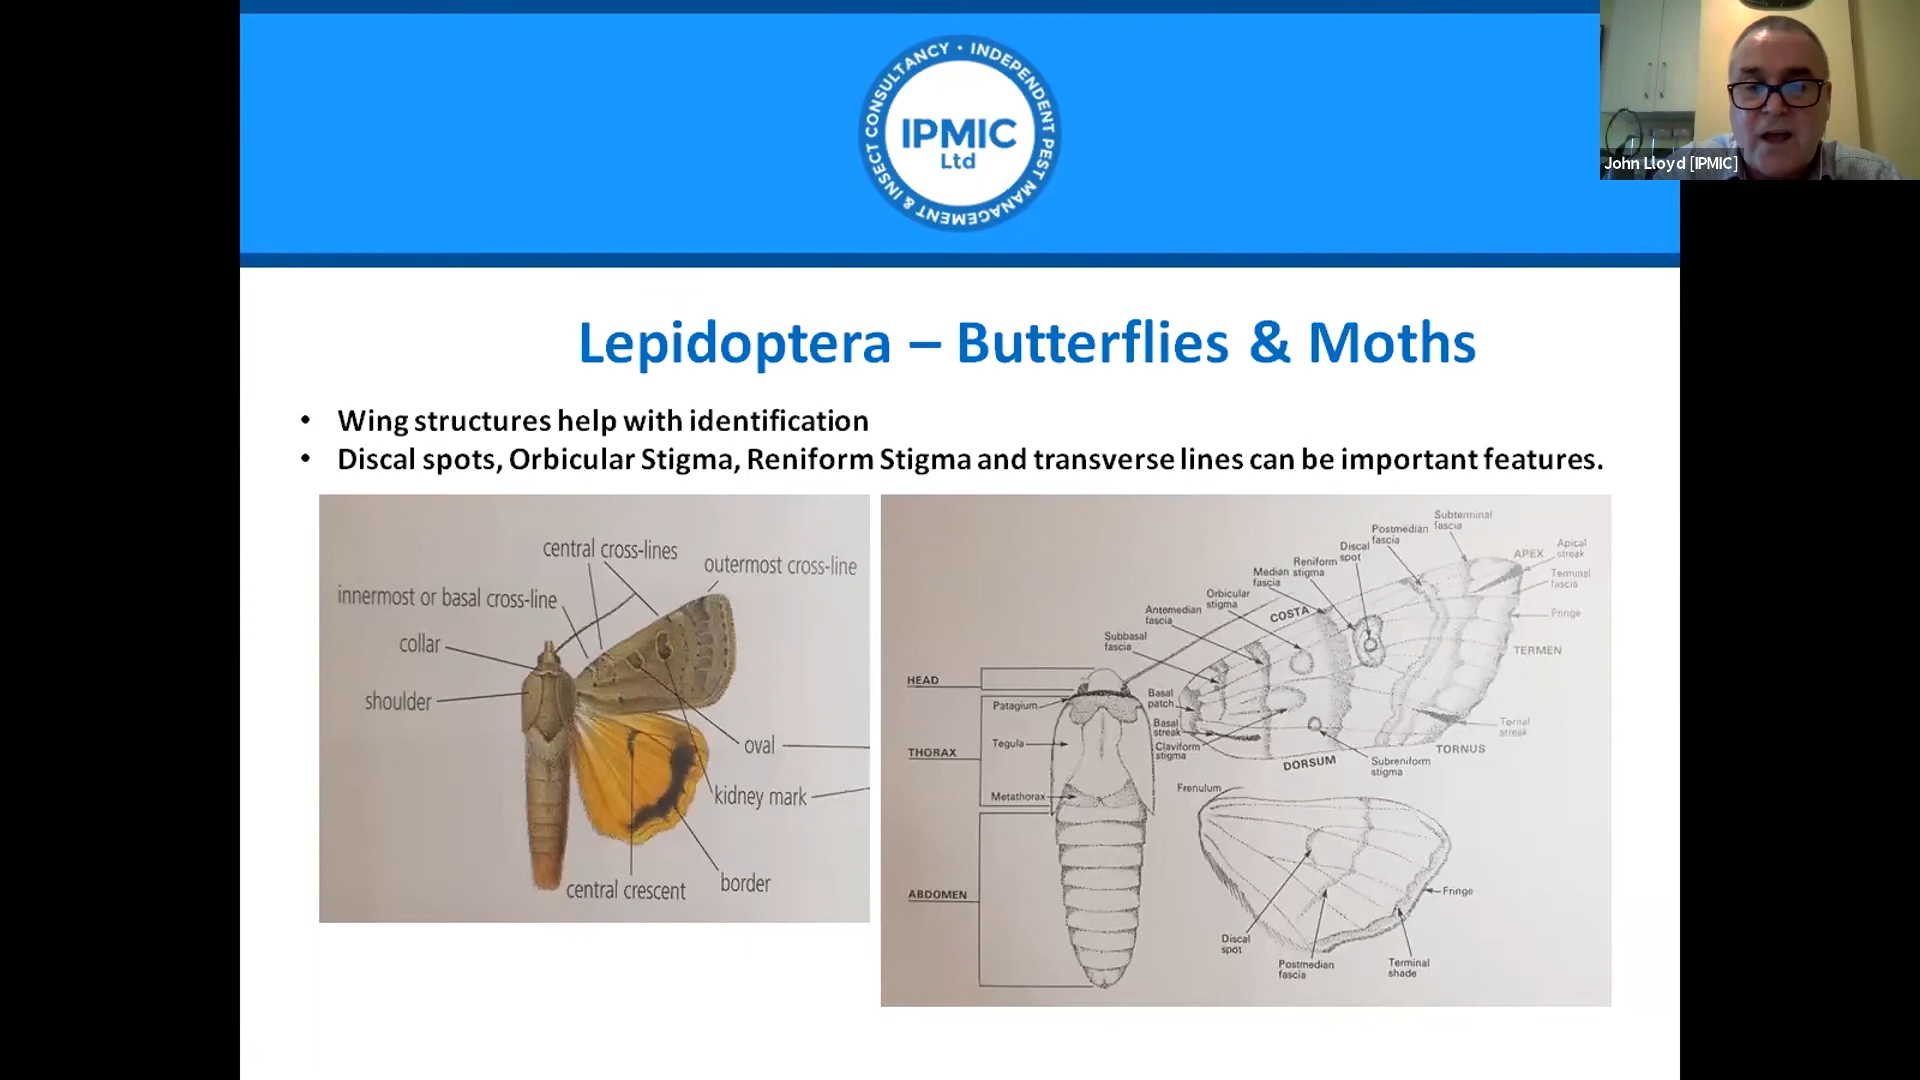 INSECT CONSULTANCY • INDEPENDENT PEST MANAGEMENT &
IPMIC
Ltd
John Lloyd [IPMIC]
Lepidoptera – Butterflies & Moths
• Wing structures help with identification
• Discal spots, Orbicular Stigma, Reniform Stigma and transverse lines can be important features.
central cross-lines
outermost cross-line
innermost or basal cross-line
collar
shoulder
oval
kidney mark
central crescent
border
Subterminal
fascia
Postmedian
fascia
Discal
spot
Reniform
stigma
Median
fascia
Orbicular
stigma
Antemedian
fascia
Subbasal
fascia
COSTA
APEX
Apical
streak
Terminal
fascia
Fringe
TERMEN
Tornal
streak
TORNUS
Subreniform
stigma
DORSUM
Basal
patch
Basal
streak
Claviform
stigma
HEAD
Patagium
Tegula
THORAX
Metathorax
ABDOMEN
Frenulum
Fringe
Discal
spot
Postmedian
fascia
Terminal
shade